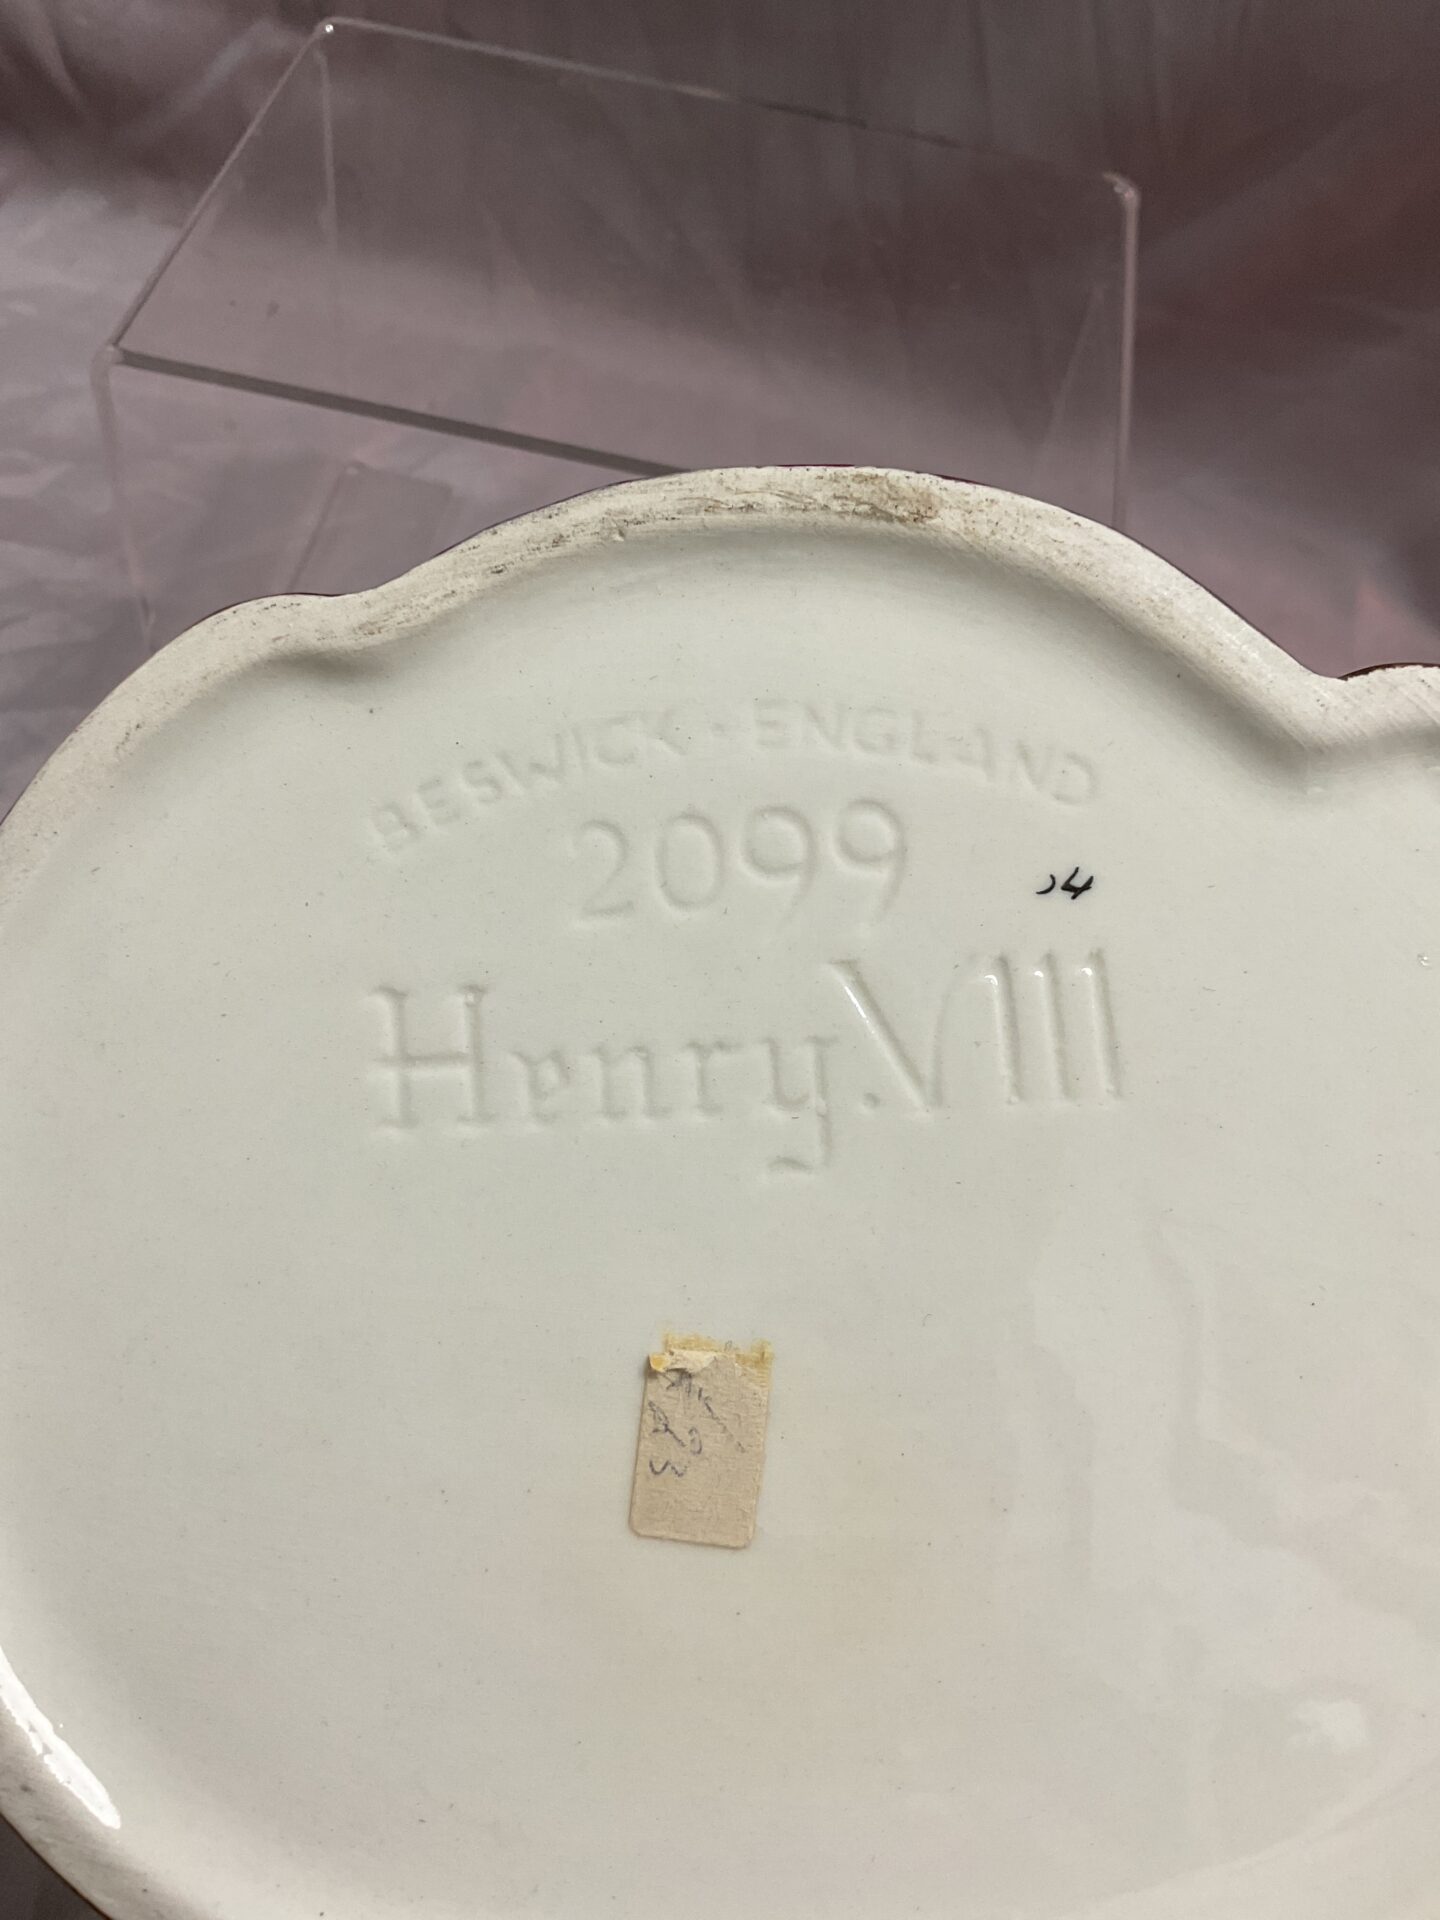 BESWICK · ENGLAND
2099
Henry.VIII